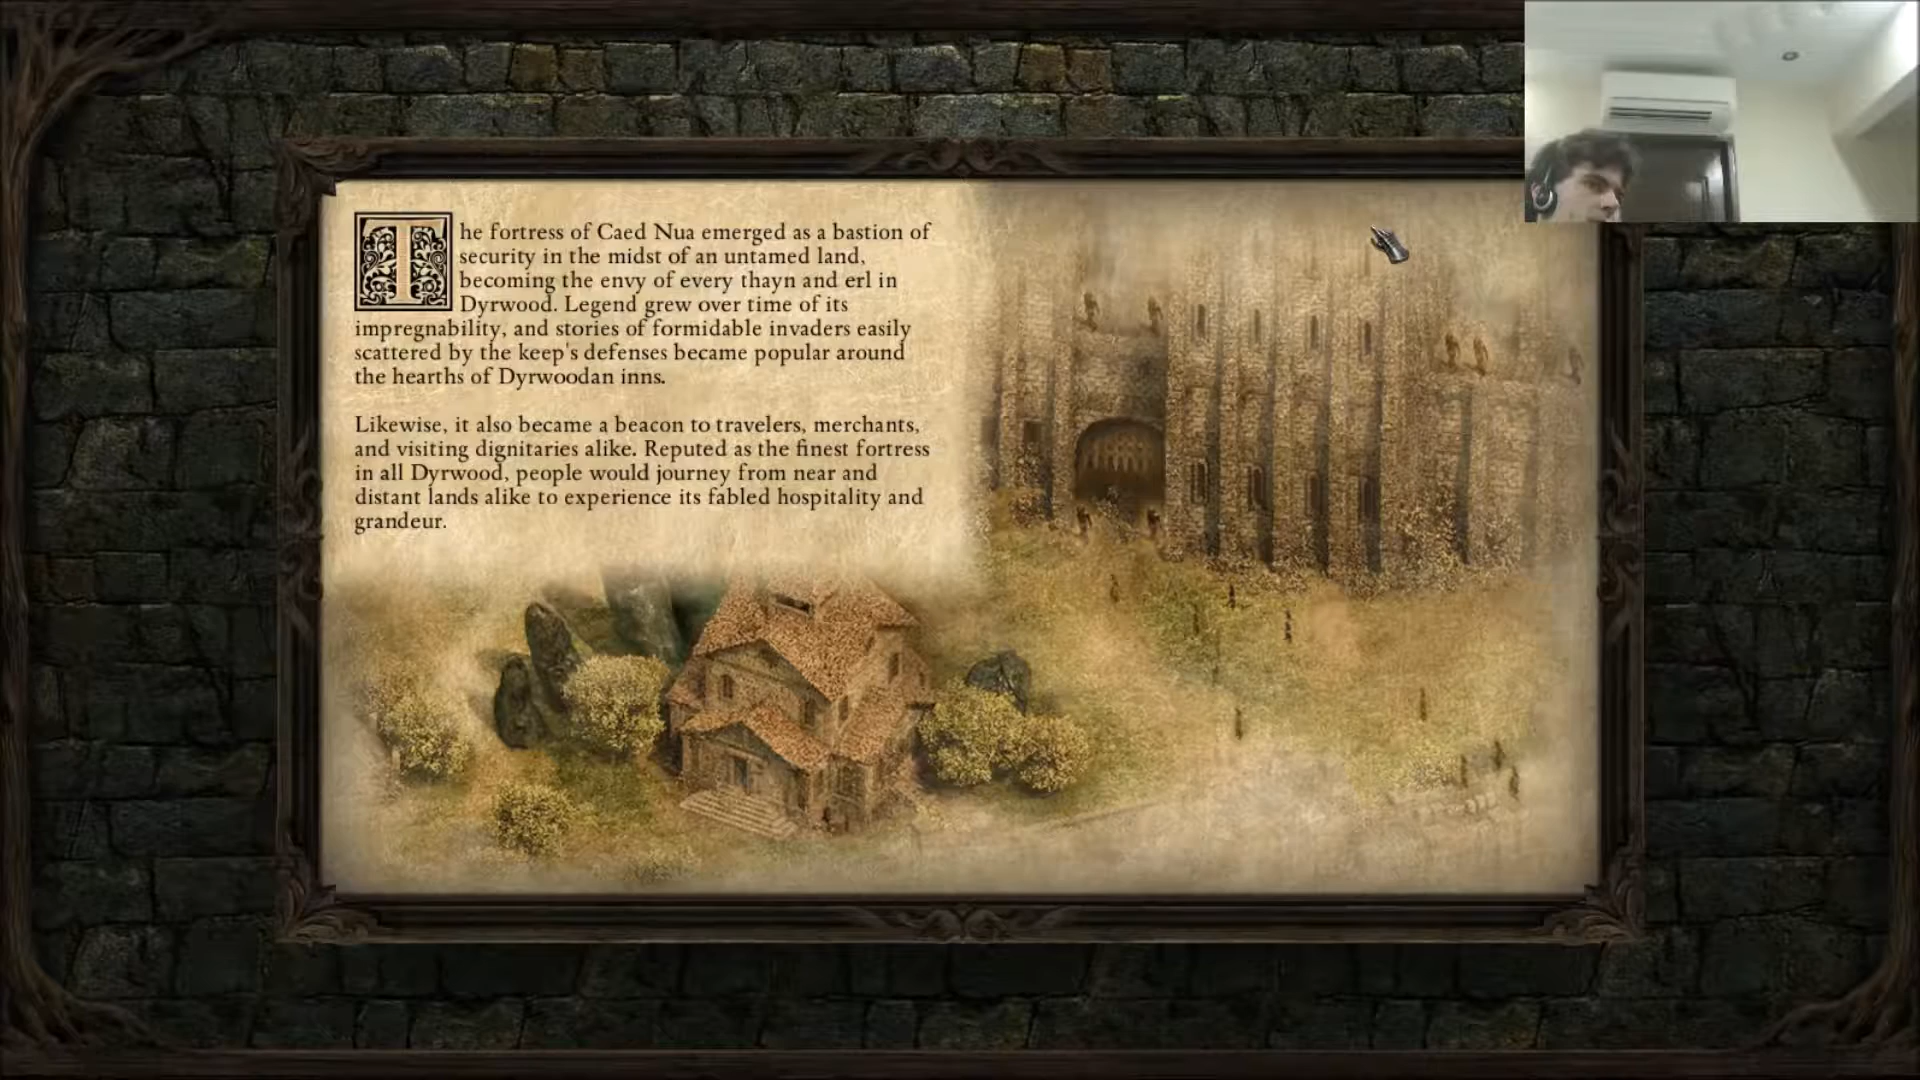 The fortress of Caed Nua emerged as a bastion of
security in the midst of an untamed land,
becoming the envy of every thayn and erl in
Dyrwood. Legend grew over time of its
impregnability, and stories of formidable invaders easily
scattered by the keep's defenses became popular around
the hearths of Dyrwoodan inns.
Likewise, it also became a beacon to travelers, merchants,
and visiting dignitaries alike. Reputed as the finest fortress
in all Dyrwood, people would journey from near and
distant lands alike to experience its fabled hospitality and
grandeur.